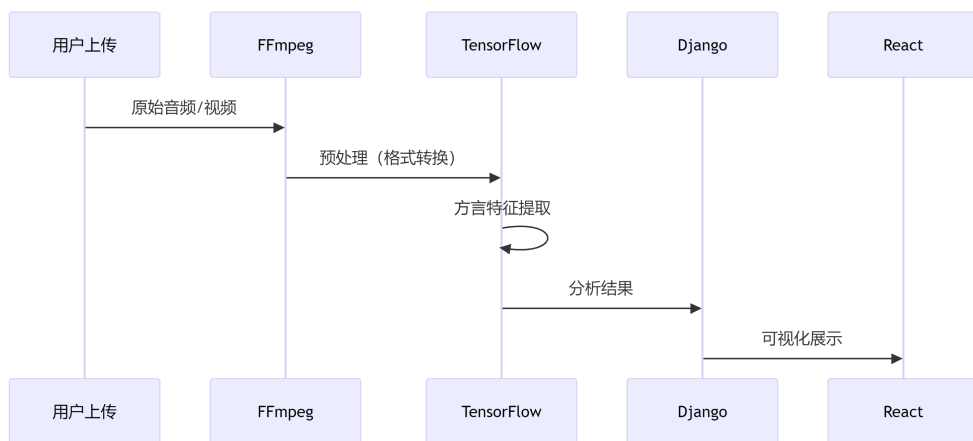 用户上传
FFmpeg
TensorFlow
Django
React
原始音频/视频
预处理（格式转换）
方言特征提取
分析结果
可视化展示
用户上传
FFmpeg
TensorFlow
Django
React